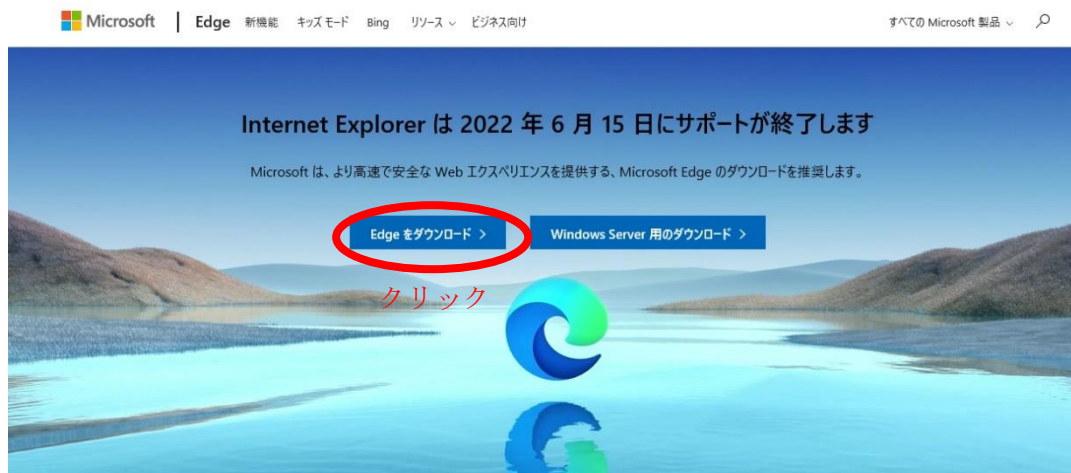 Microsoft Edge 新機能 キッズ モード Bing リソース ビジネス向け すべての Microsoft 製品
Internet Explorer は 2022 年 6 月 15 日にサポートが終了します
Microsoft は、より高速で安全な Web エクスペリエンスを提供する、Microsoft Edge のダウンロードを推奨します。
Edge をダウンロード > Windows Server 用のダウンロード >
クリック